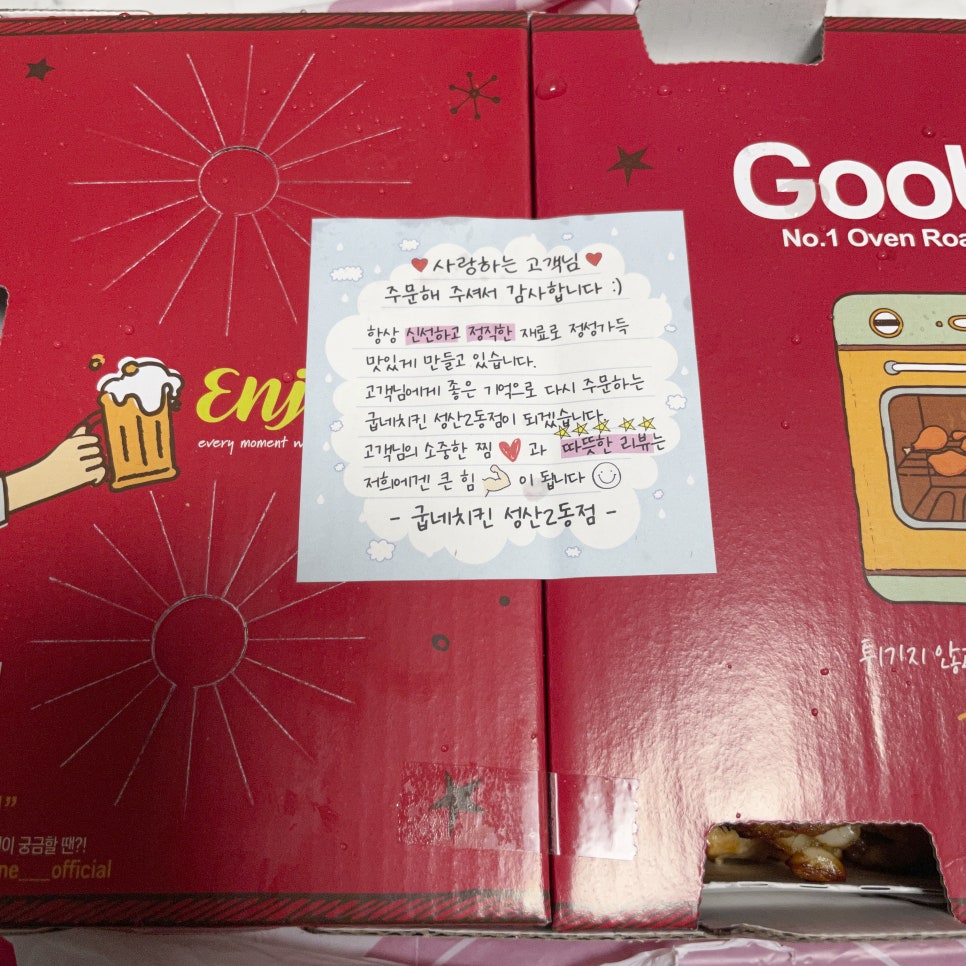 Goob
No.1 Oven Roa
❤사랑하는 고객님❤
주문해 주셔서 감사합니다 :)
항상 신선하고 정직한 재료로 정성가득
맛있게 만들고 있습니다.
고객님에게 좋은 기억으로 다시 주문하는
굽네치킨 성산2동점이 되겠습니다.
고객님의 소중한 찜 ❤ 과 따뜻한 리뷰는
저희에겐 큰 힘 💪 이 됩니다 ☺
- 굽네치킨 성산2동점 -
Enj
every moment
튀기지 않
이 궁금할 땐?!
ne___official